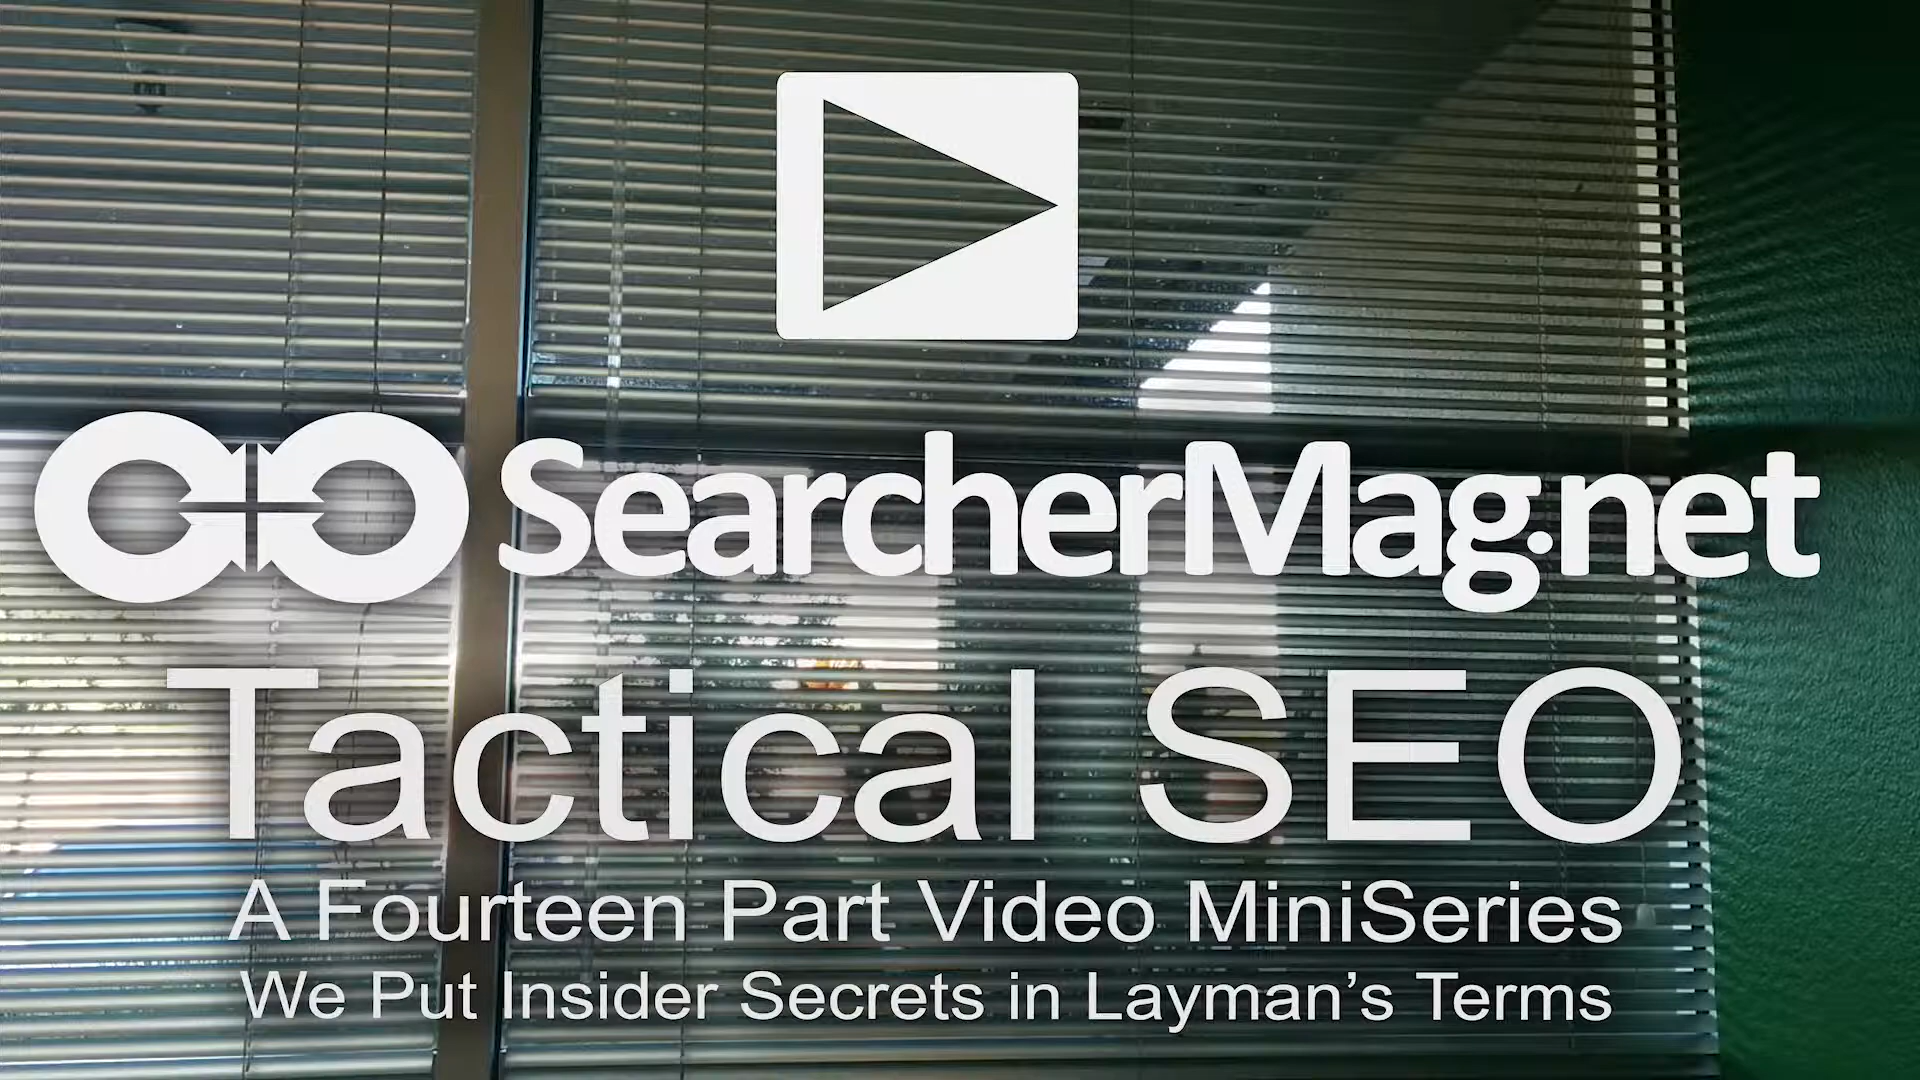 SearcherMag.net
Tactical SEO
A Fourteen Part Video MiniSeries
We Put Insider Secrets in Layman’s Terms